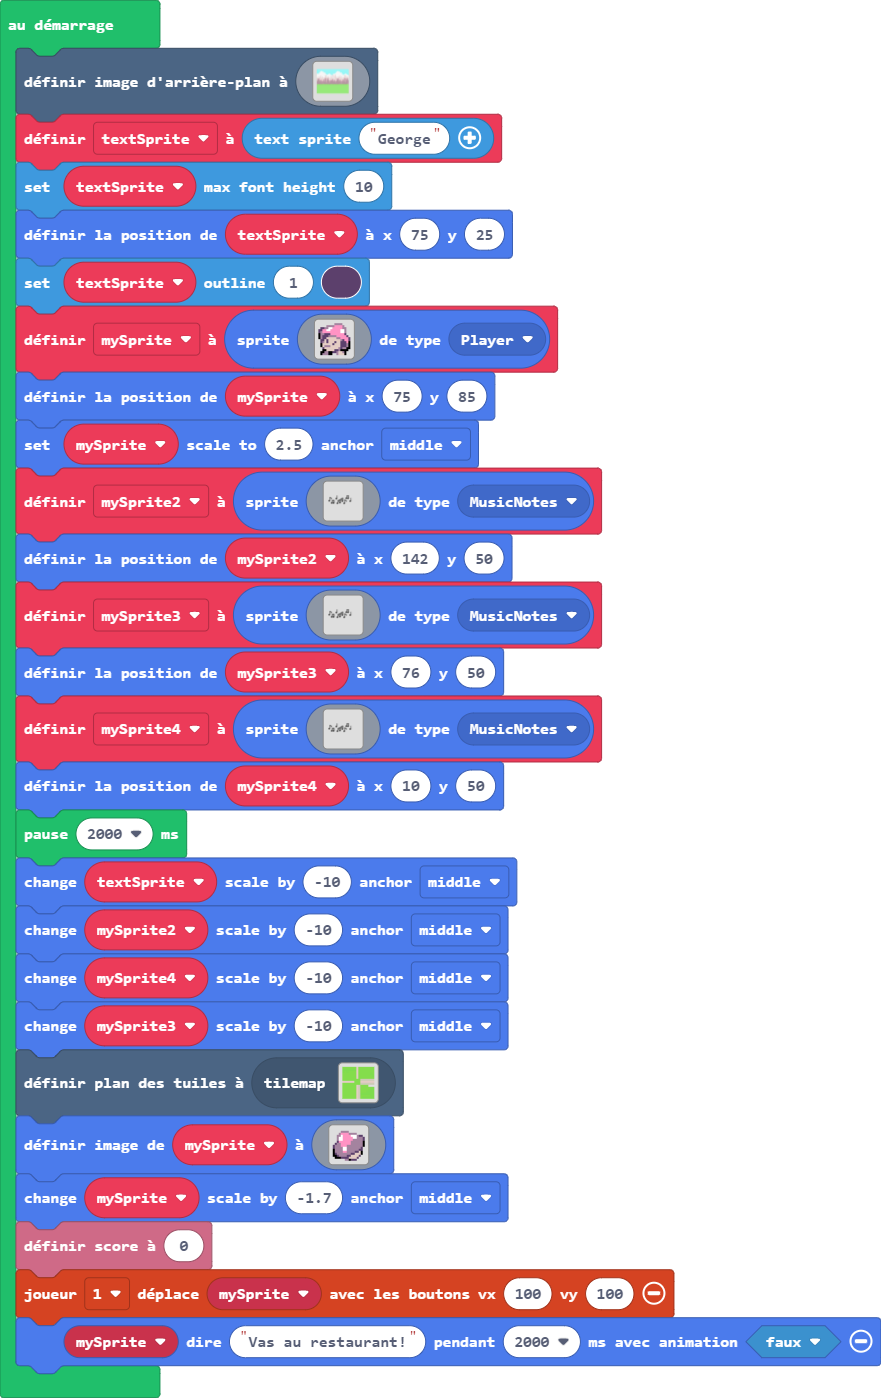 au démarrage
définir image d'arrière-plan à
définir textSprite à text sprite "George"
set textSprite max font height 10
définir la position de textSprite à x 75 y 25
set textSprite outline 1
définir mySprite à sprite de type Player
définir la position de mySprite à x 75 y 85
set mySprite scale to 2.5 anchor middle
définir mySprite2 à sprite de type MusicNotes
définir la position de mySprite2 à x 142 y 50
définir mySprite3 à sprite de type MusicNotes
définir la position de mySprite3 à x 76 y 50
définir mySprite4 à sprite de type MusicNotes
définir la position de mySprite4 à x 10 y 50
pause 2000 ms
change textSprite scale by -10 anchor middle
change mySprite2 scale by -10 anchor middle
change mySprite4 scale by -10 anchor middle
change mySprite3 scale by -10 anchor middle
définir plan des tuiles à tilemap
définir image de mySprite à
change mySprite scale by -1.7 anchor middle
définir score à 0
joueur 1 déplace mySprite avec les boutons vx 100 vy 100
mySprite dire "Vas au restaurant!" pendant 2000 ms avec animation faux